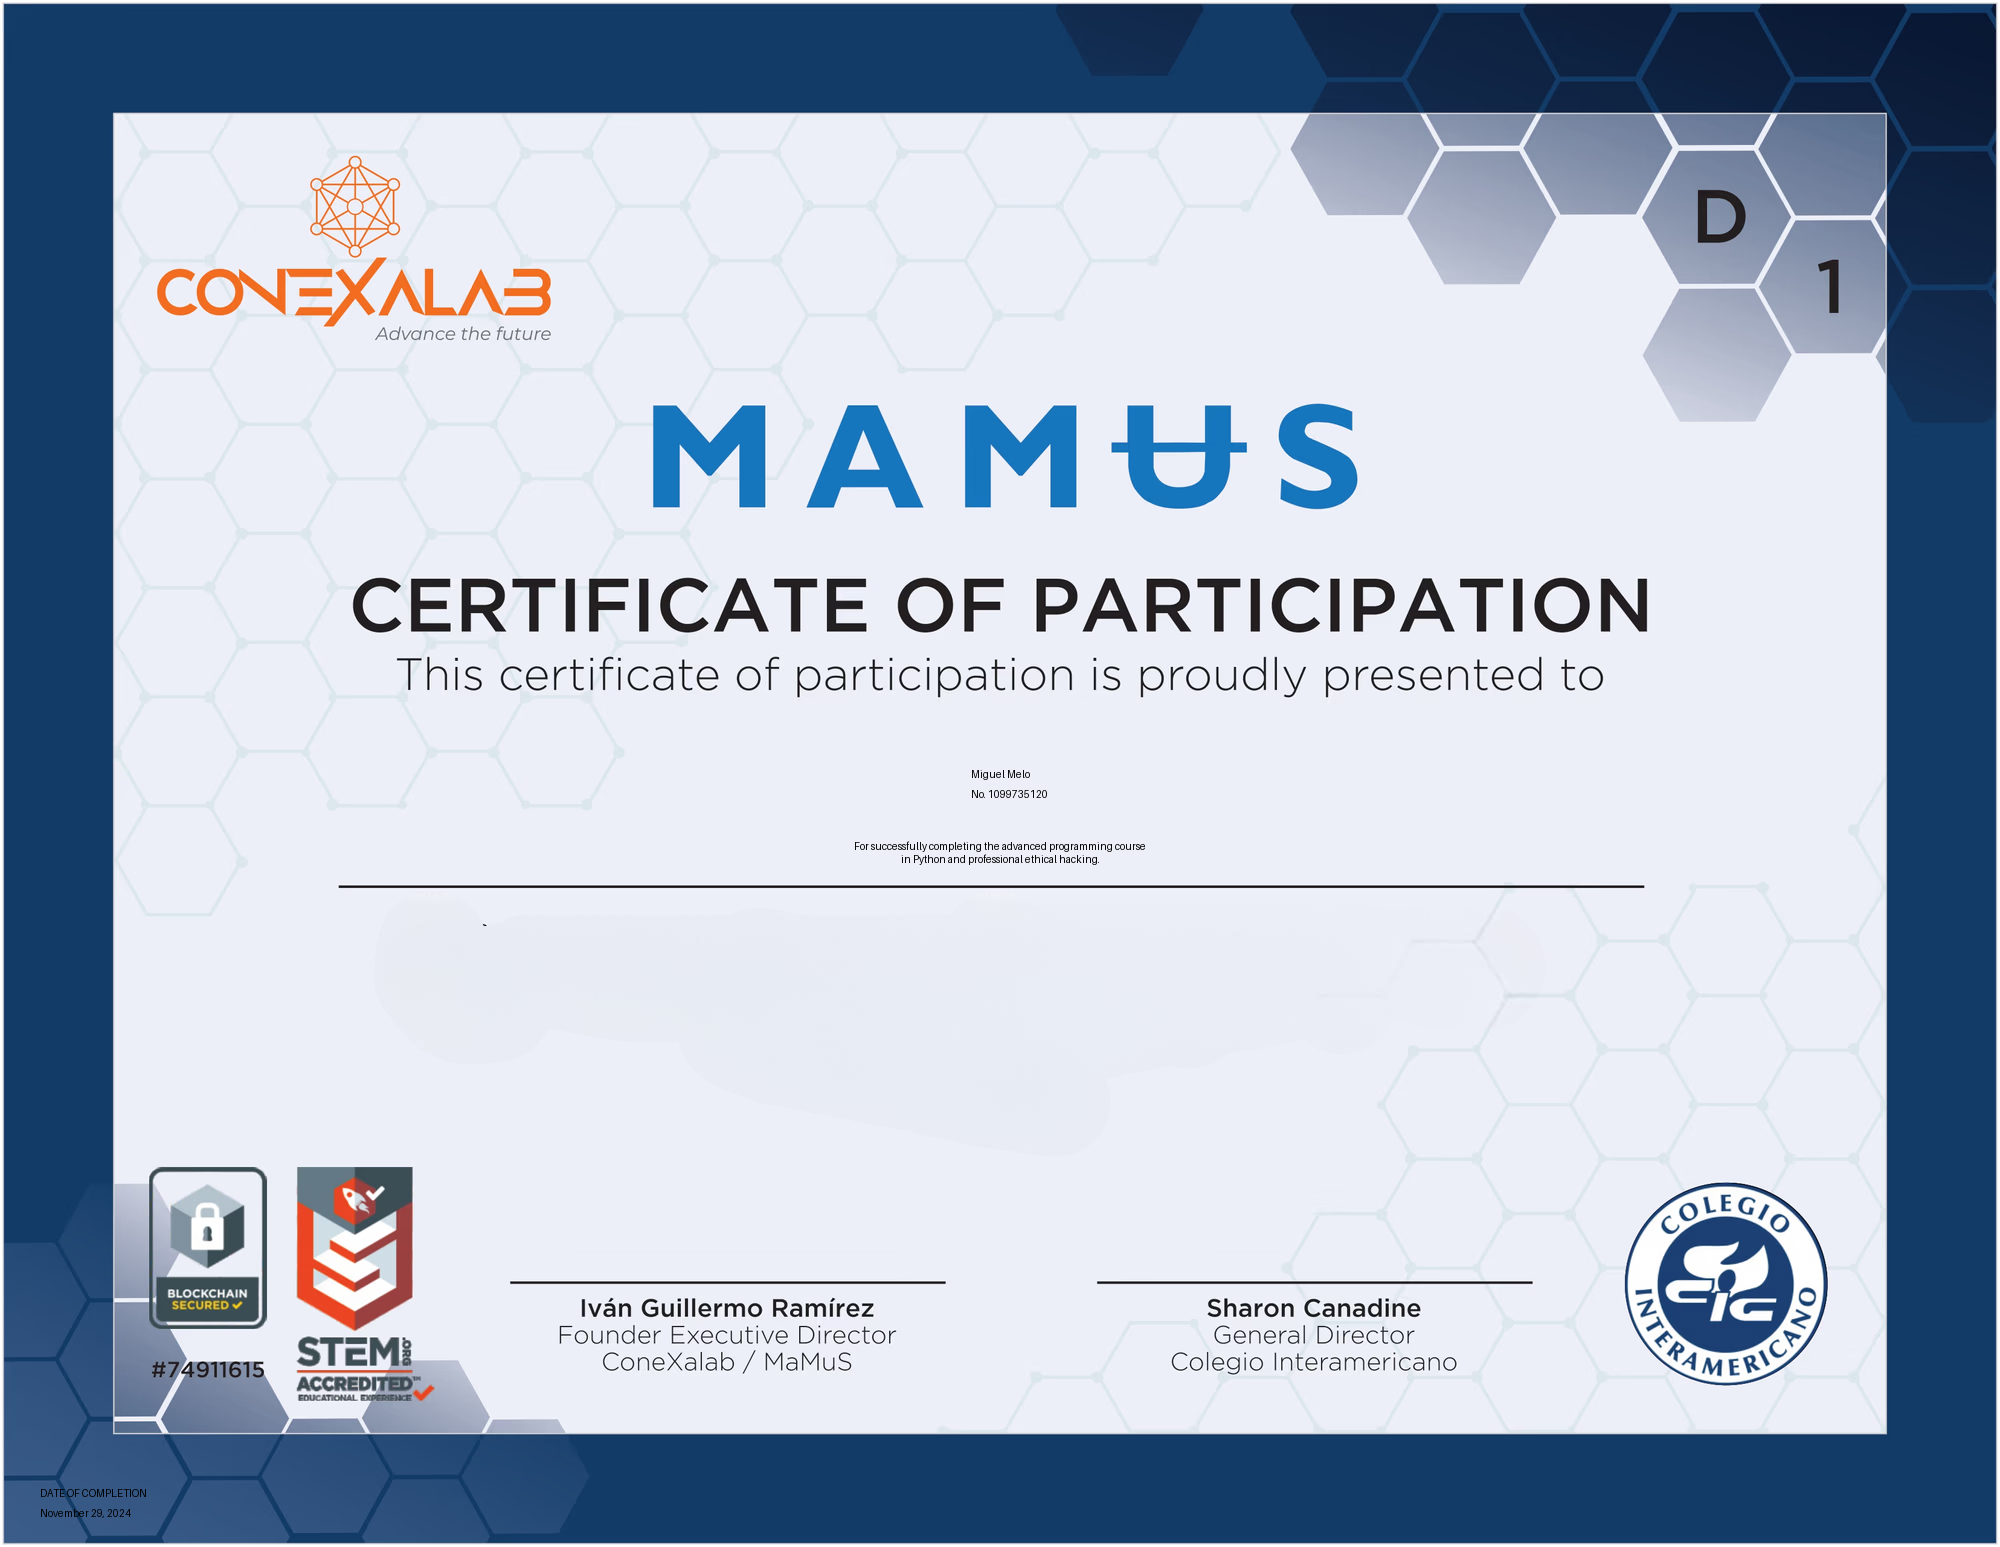 D
1
CONEXALAB
Advance the future
MAMUS
CERTIFICATE OF PARTICIPATION
This certificate of participation is proudly presented to
Miguel Melo
No. 1099735120
For successfully completing the advanced programming course
in Python and professional ethical hacking.
BLOCKCHAIN
SECURED
#74911615
STEM.ORG
ACCREDITED™
EDUCATIONAL EXPERIENCE
Iván Guillermo Ramírez
Founder Executive Director
ConeXalab / MaMuS
Sharon Canadine
General Director
Colegio Interamericano
COLEGIO
CIC
INTERAMERICANO
DATE OF COMPLETION
November 29, 2024